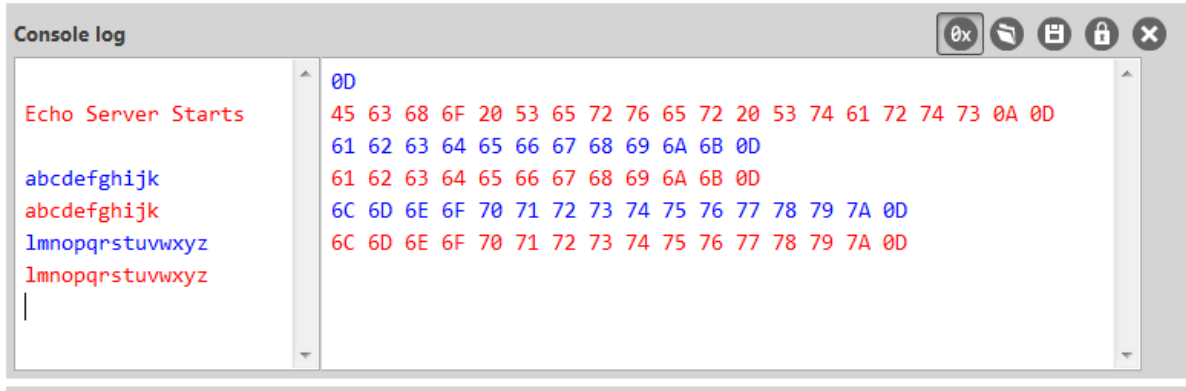 Console log
0x
Echo Server Starts
abcdefghijk
abcdefghijk
lmnopqrstuvwxyz
lmnopqrstuvwxyz
0D
45 63 68 6F 20 53 65 72 76 65 72 20 53 74 61 72 74 73 0A 0D
61 62 63 64 65 66 67 68 69 6A 6B 0D
61 62 63 64 65 66 67 68 69 6A 6B 0D
6C 6D 6E 6F 70 71 72 73 74 75 76 77 78 79 7A 0D
6C 6D 6E 6F 70 71 72 73 74 75 76 77 78 79 7A 0D